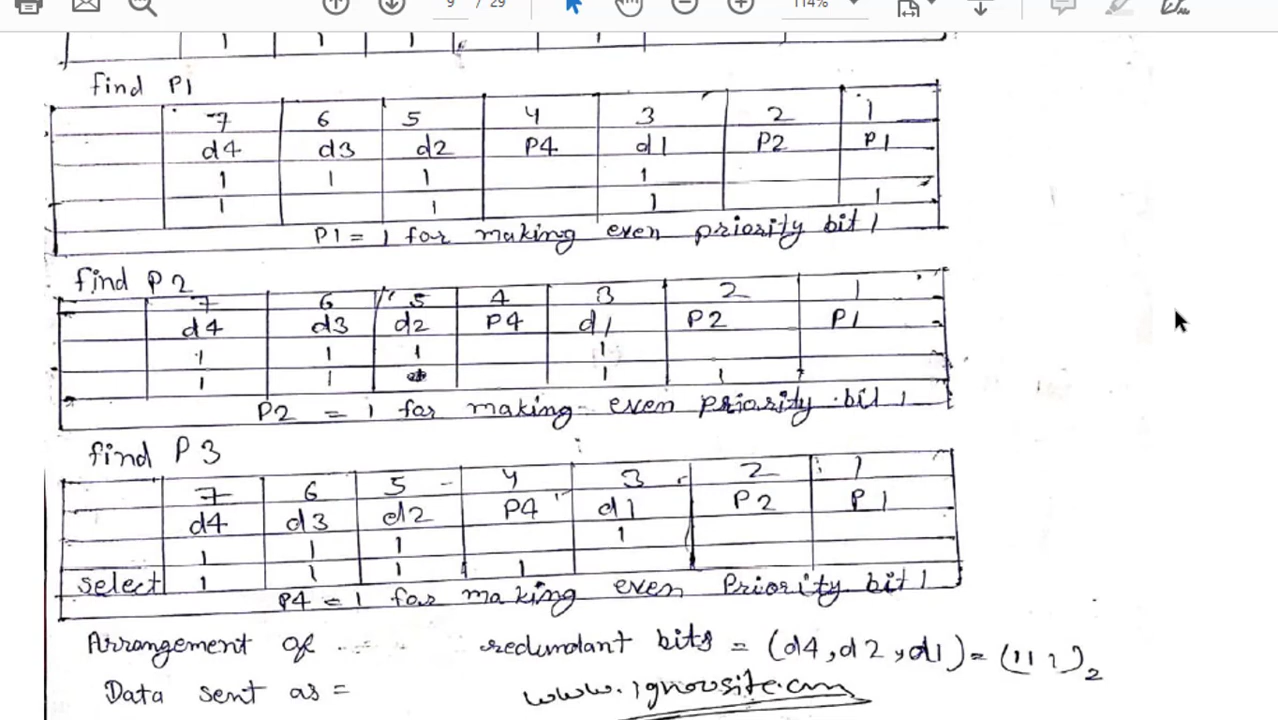 9 / 29
114%
1 1 1 1
find P1
7 6 5 4 3 2 1
d4 d3 d2 P4 d1 P2 P1
1 1 1 1
1 1 1 1
P1 = 1 for making even priority bit 1
find P2
7 6 5 4 3 2 1
d4 d3 d2 P4 d1 P2 P1
1 1 1 1
1 1 1 1
P2 = 1 for making even priority bit 1
find P3
7 6 5 4 3 2 1
d4 d3 d2 P4 d1 P2 P1
1 1 1 1
select 1 1 1 1
P4 = 1 for making even Priority bit 1
Arrangement of redundant bits = (d4, d2, d1) = (111)2
Data sent as = www.ignousite.com